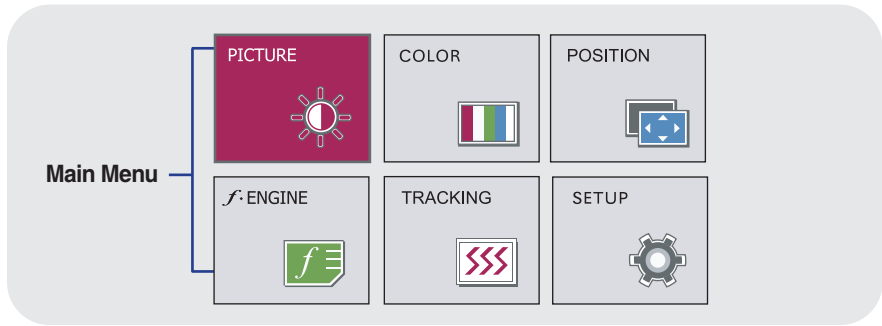 PICTURE
COLOR
POSITION
Main Menu
f·ENGINE
TRACKING
SETUP
f